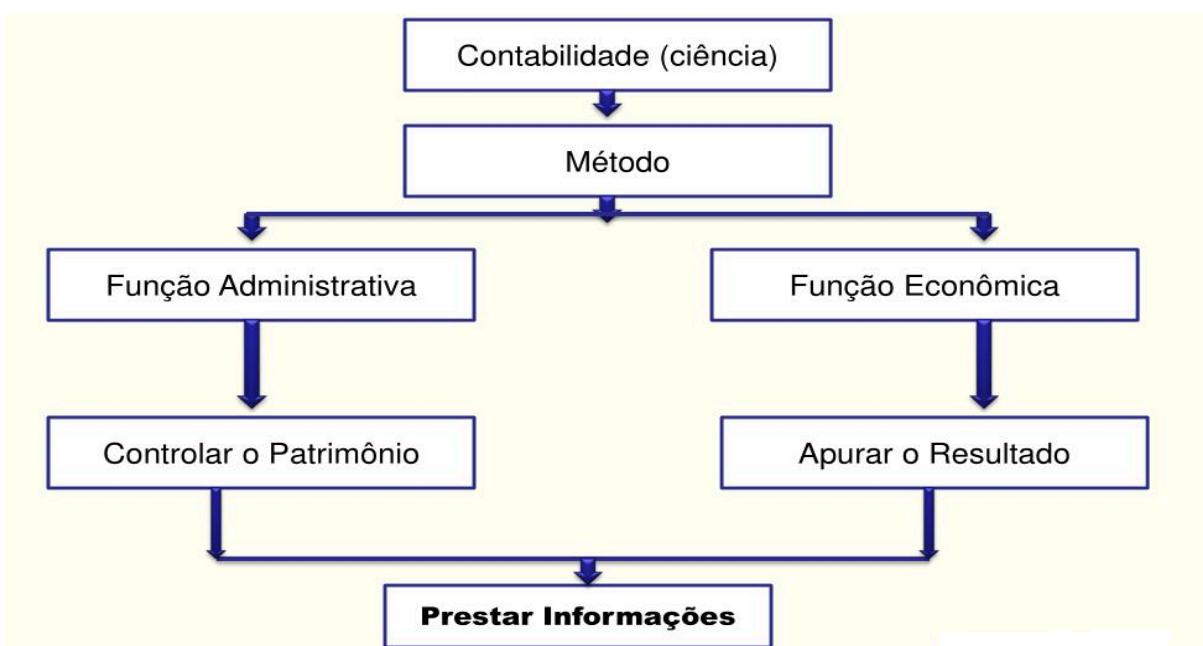 Contabilidade (ciência)
Método
Função Administrativa
Função Econômica
Controlar o Patrimônio
Apurar o Resultado
Prestar Informações